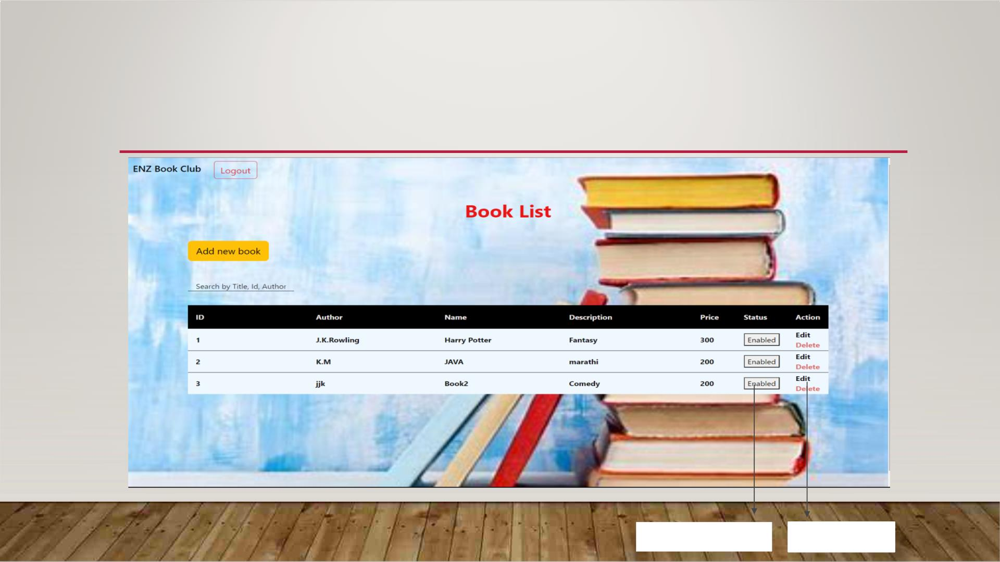 ENZ Book Club Logout
Book List
Add new book
Search by Title, Id, Author
ID Author Name Description Price Status Action
1 J.K.Rowling Harry Potter Fantasy 300 Enabled Edit
Delete
2 K.M JAVA marathi 200 Enabled Edit
Delete
3 jjk Book2 Comedy 200 Enabled Edit
Delete